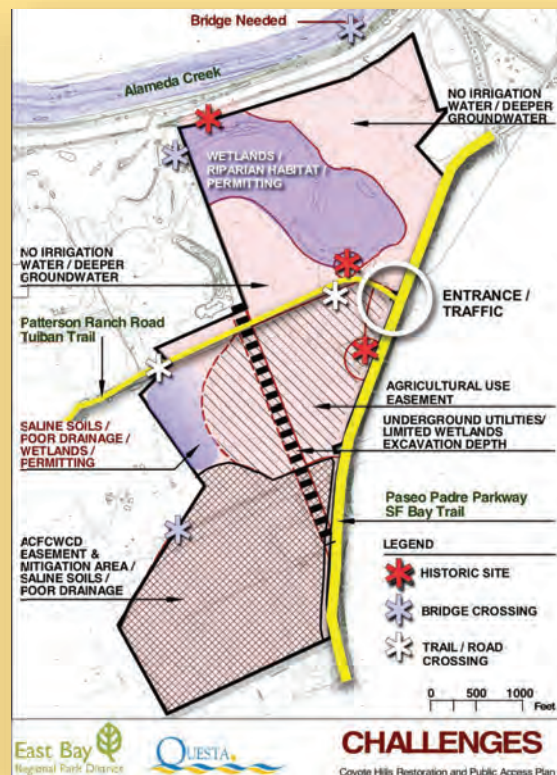 Bridge Needed
Alameda Creek
NO IRRIGATION
WATER / DEEPER
GROUNDWATER
WETLANDS /
RIPARIAN HABITAT /
PERMITTING
NO IRRIGATION
WATER / DEEPER
GROUNDWATER
ENTRANCE /
TRAFFIC
Patterson Ranch Road
Tuiban Trail
AGRICULTURAL USE
EASEMENT
SALINE SOILS /
POOR DRAINAGE /
WETLANDS /
PERMITTING
UNDERGROUND UTILITIES/
LIMITED WETLANDS
EXCAVATION DEPTH
Paseo Padre Parkway
SF Bay Trail
ACFCWCD
EASEMENT &
MITIGATION AREA /
SALINE SOILS /
POOR DRAINAGE
LEGEND
HISTORIC SITE
BRIDGE CROSSING
TRAIL / ROAD
CROSSING
0 500 1000
Feet
East Bay
Regional Park District
QUESTA
CHALLENGES
Coyote Hills Restoration and Public Access Plan